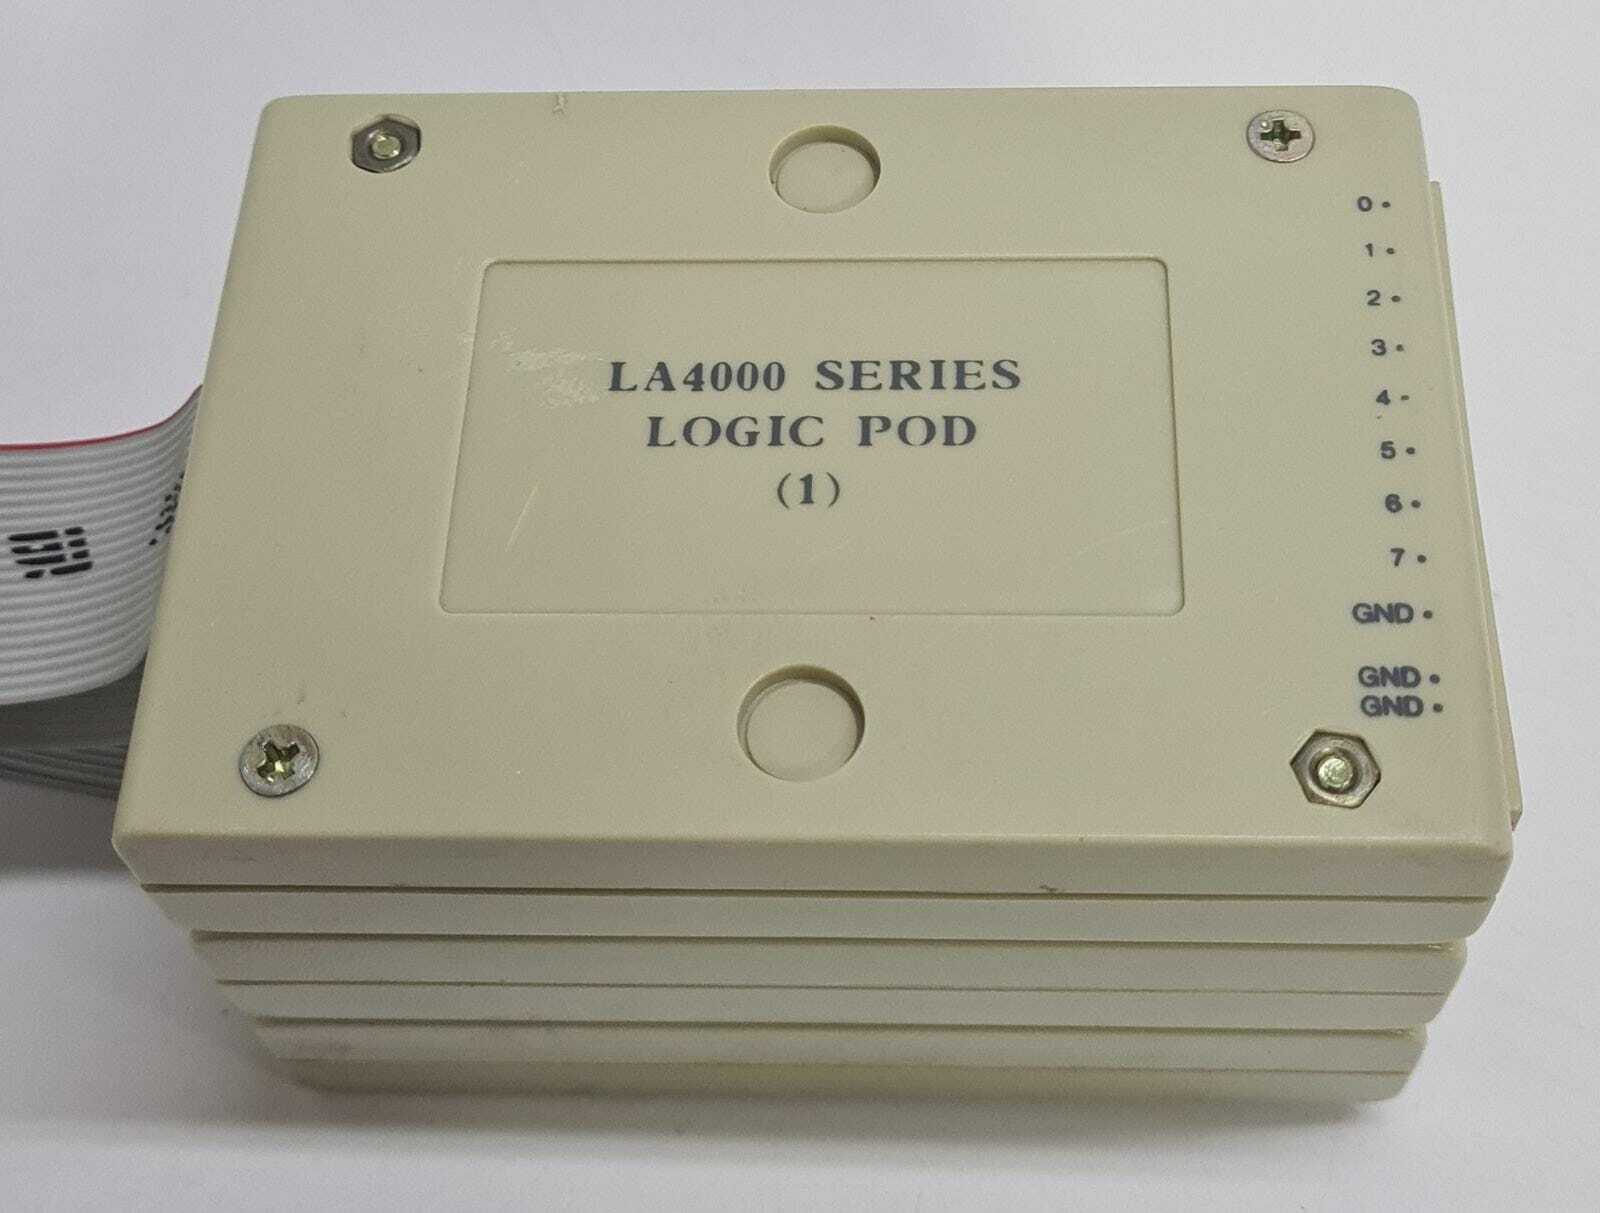 LA4000 SERIES
LOGIC POD
(1)
0
1
2
3
4
5
6
7
GND
GND
GND